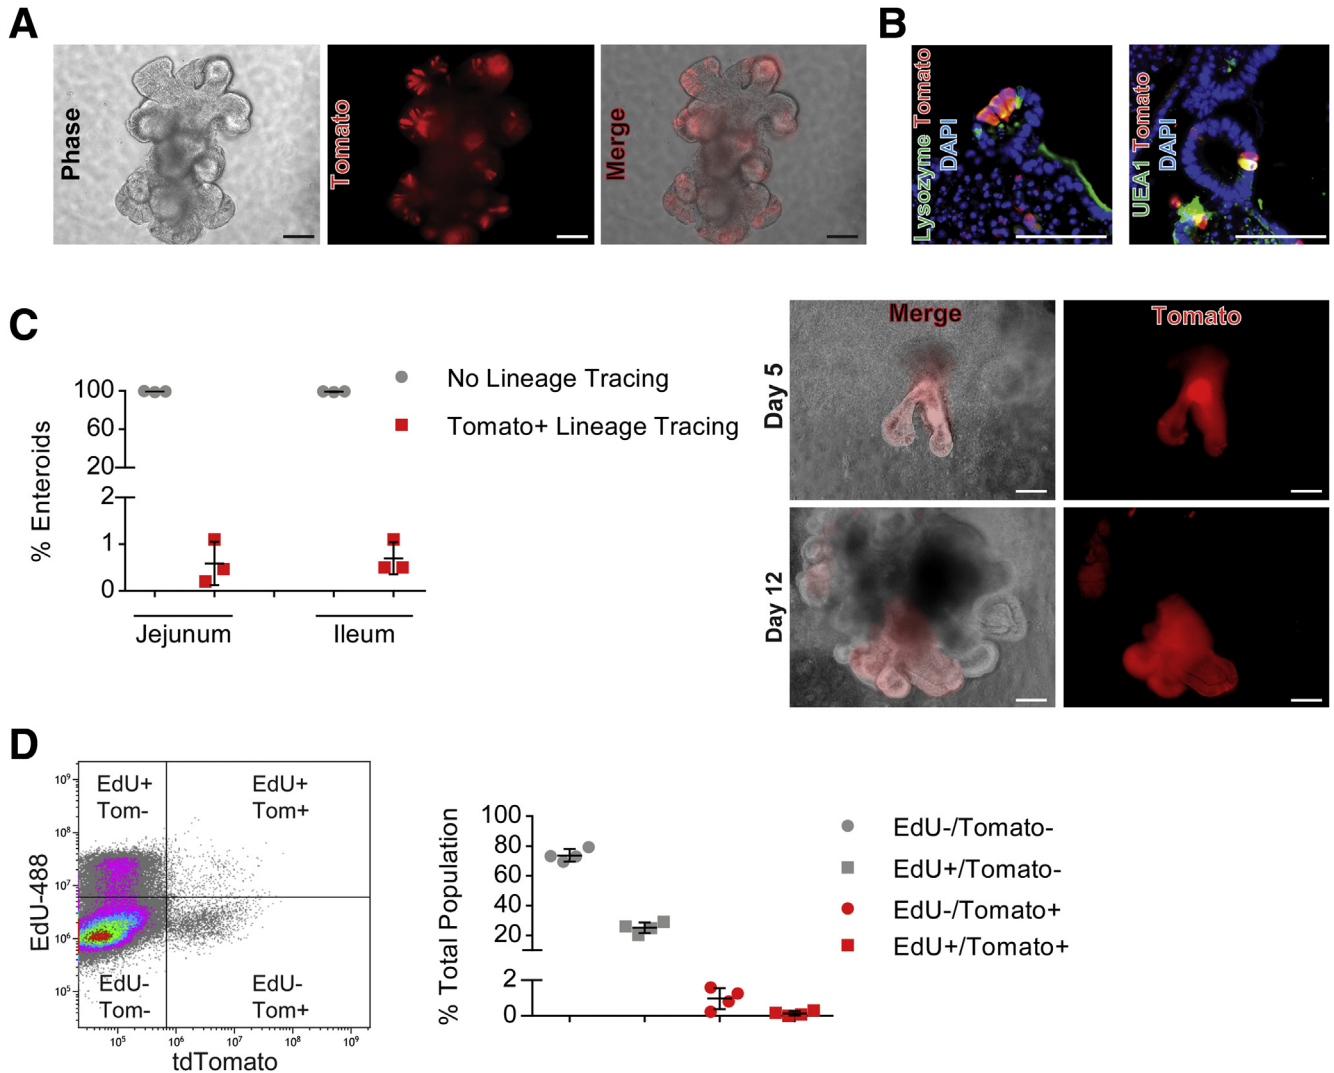 A
Phase
Tomato
Merge
B
Lysozyme Tomato
DAPI
UEA1 Tomato
DAPI
C
% Enteroids
100
60
20
2
1
0
Jejunum
Ileum
No Lineage Tracing
Tomato+ Lineage Tracing
Merge
Tomato
Day 5
Day 12
D
EdU-488
10⁹
10⁸
10⁷
10⁶
10⁵
EdU+
Tom-
EdU+
Tom+
EdU-
Tom-
EdU-
Tom+
10⁵
10⁶
10⁷
10⁸
10⁹
tdTomato
% Total Population
100
80
60
40
20
2
0
EdU-/Tomato-
EdU+/Tomato-
EdU-/Tomato+
EdU+/Tomato+